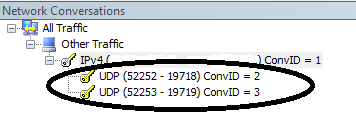 Network Conversations
All Traffic
Other Traffic
IPv4 ( ) ConvID = 1
UDP (52252 - 19718) ConvID = 2
UDP (52253 - 19719) ConvID = 3